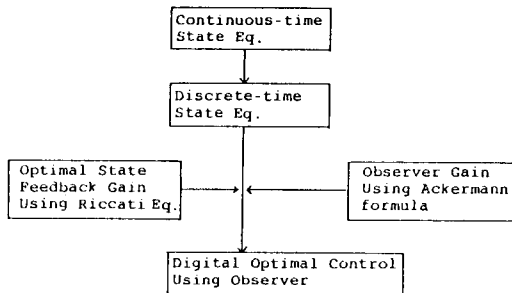 Continuous-time
State Eq.
Discrete-time
State Eq.
Optimal State
Feedback Gain
Using Riccati Eq.
Observer Gain
Using Ackermann
formula
Digital Optimal Control
Using Observer